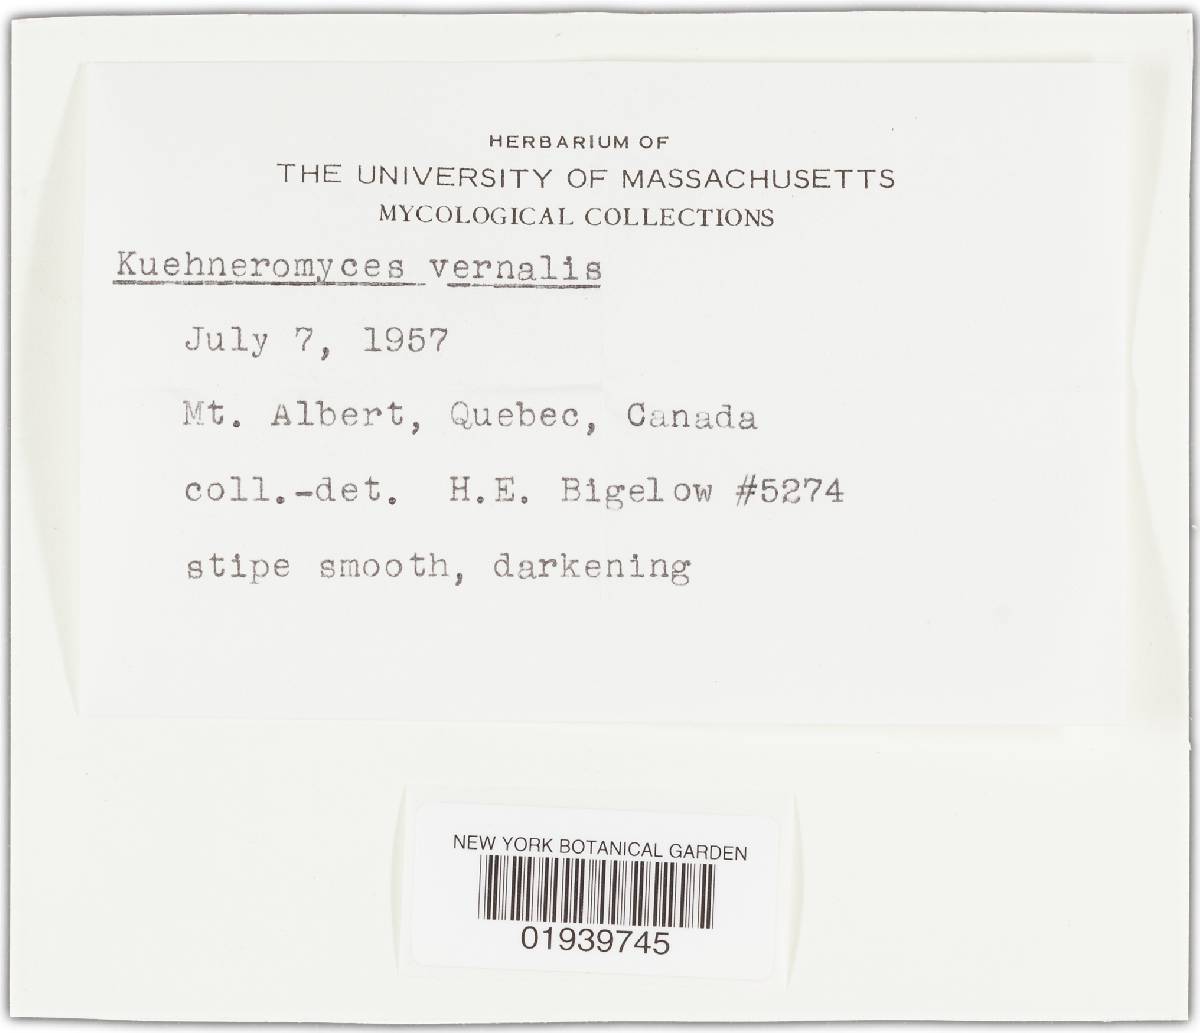 HERBARIUM OF
THE UNIVERSITY OF MASSACHUSETTS
MYCOLOGICAL COLLECTIONS
Kuehneromyces vernalis
July 7, 1957
Mt. Albert, Quebec, Canada
coll.-det. H.E. Bigelow #5274
stipe smooth, darkening
NEW YORK BOTANICAL GARDEN
01939745